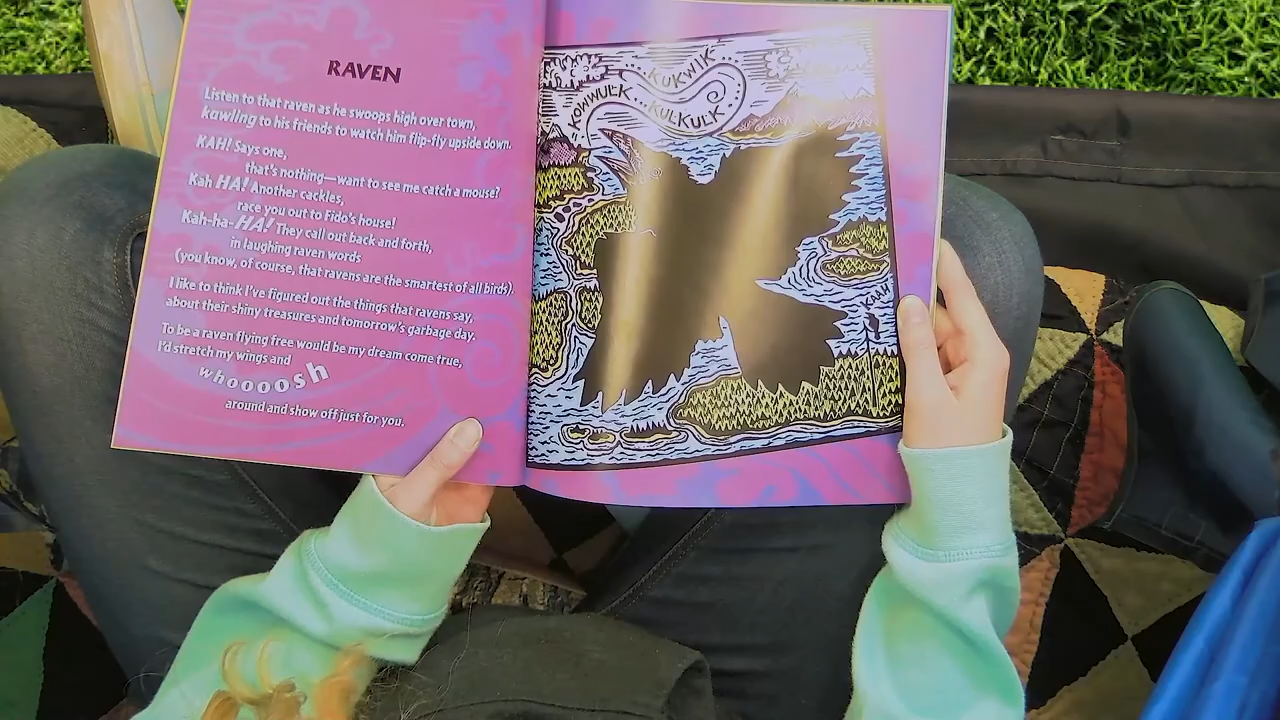 RAVEN
Listen to that raven as he swoops high over town,
kawling to his friends to watch him flip-fly upside down.
KAH! Says one,
that's nothing—want to see me catch a mouse?
Kah HA! Another cackles,
race you out to Fido's house!
Kah-ha-HA! They call out back and forth,
in laughing raven words
(you know, of course, that ravens are the smartest of all birds).
I like to think I've figured out the things that ravens say,
about their shiny treasures and tomorrow's garbage day.
To be a raven flying free would be my dream come true,
I'd stretch my wings and
whoooosh
around and show off just for you.
KOWWULK...KUKWIK
KULKULK
KAAH